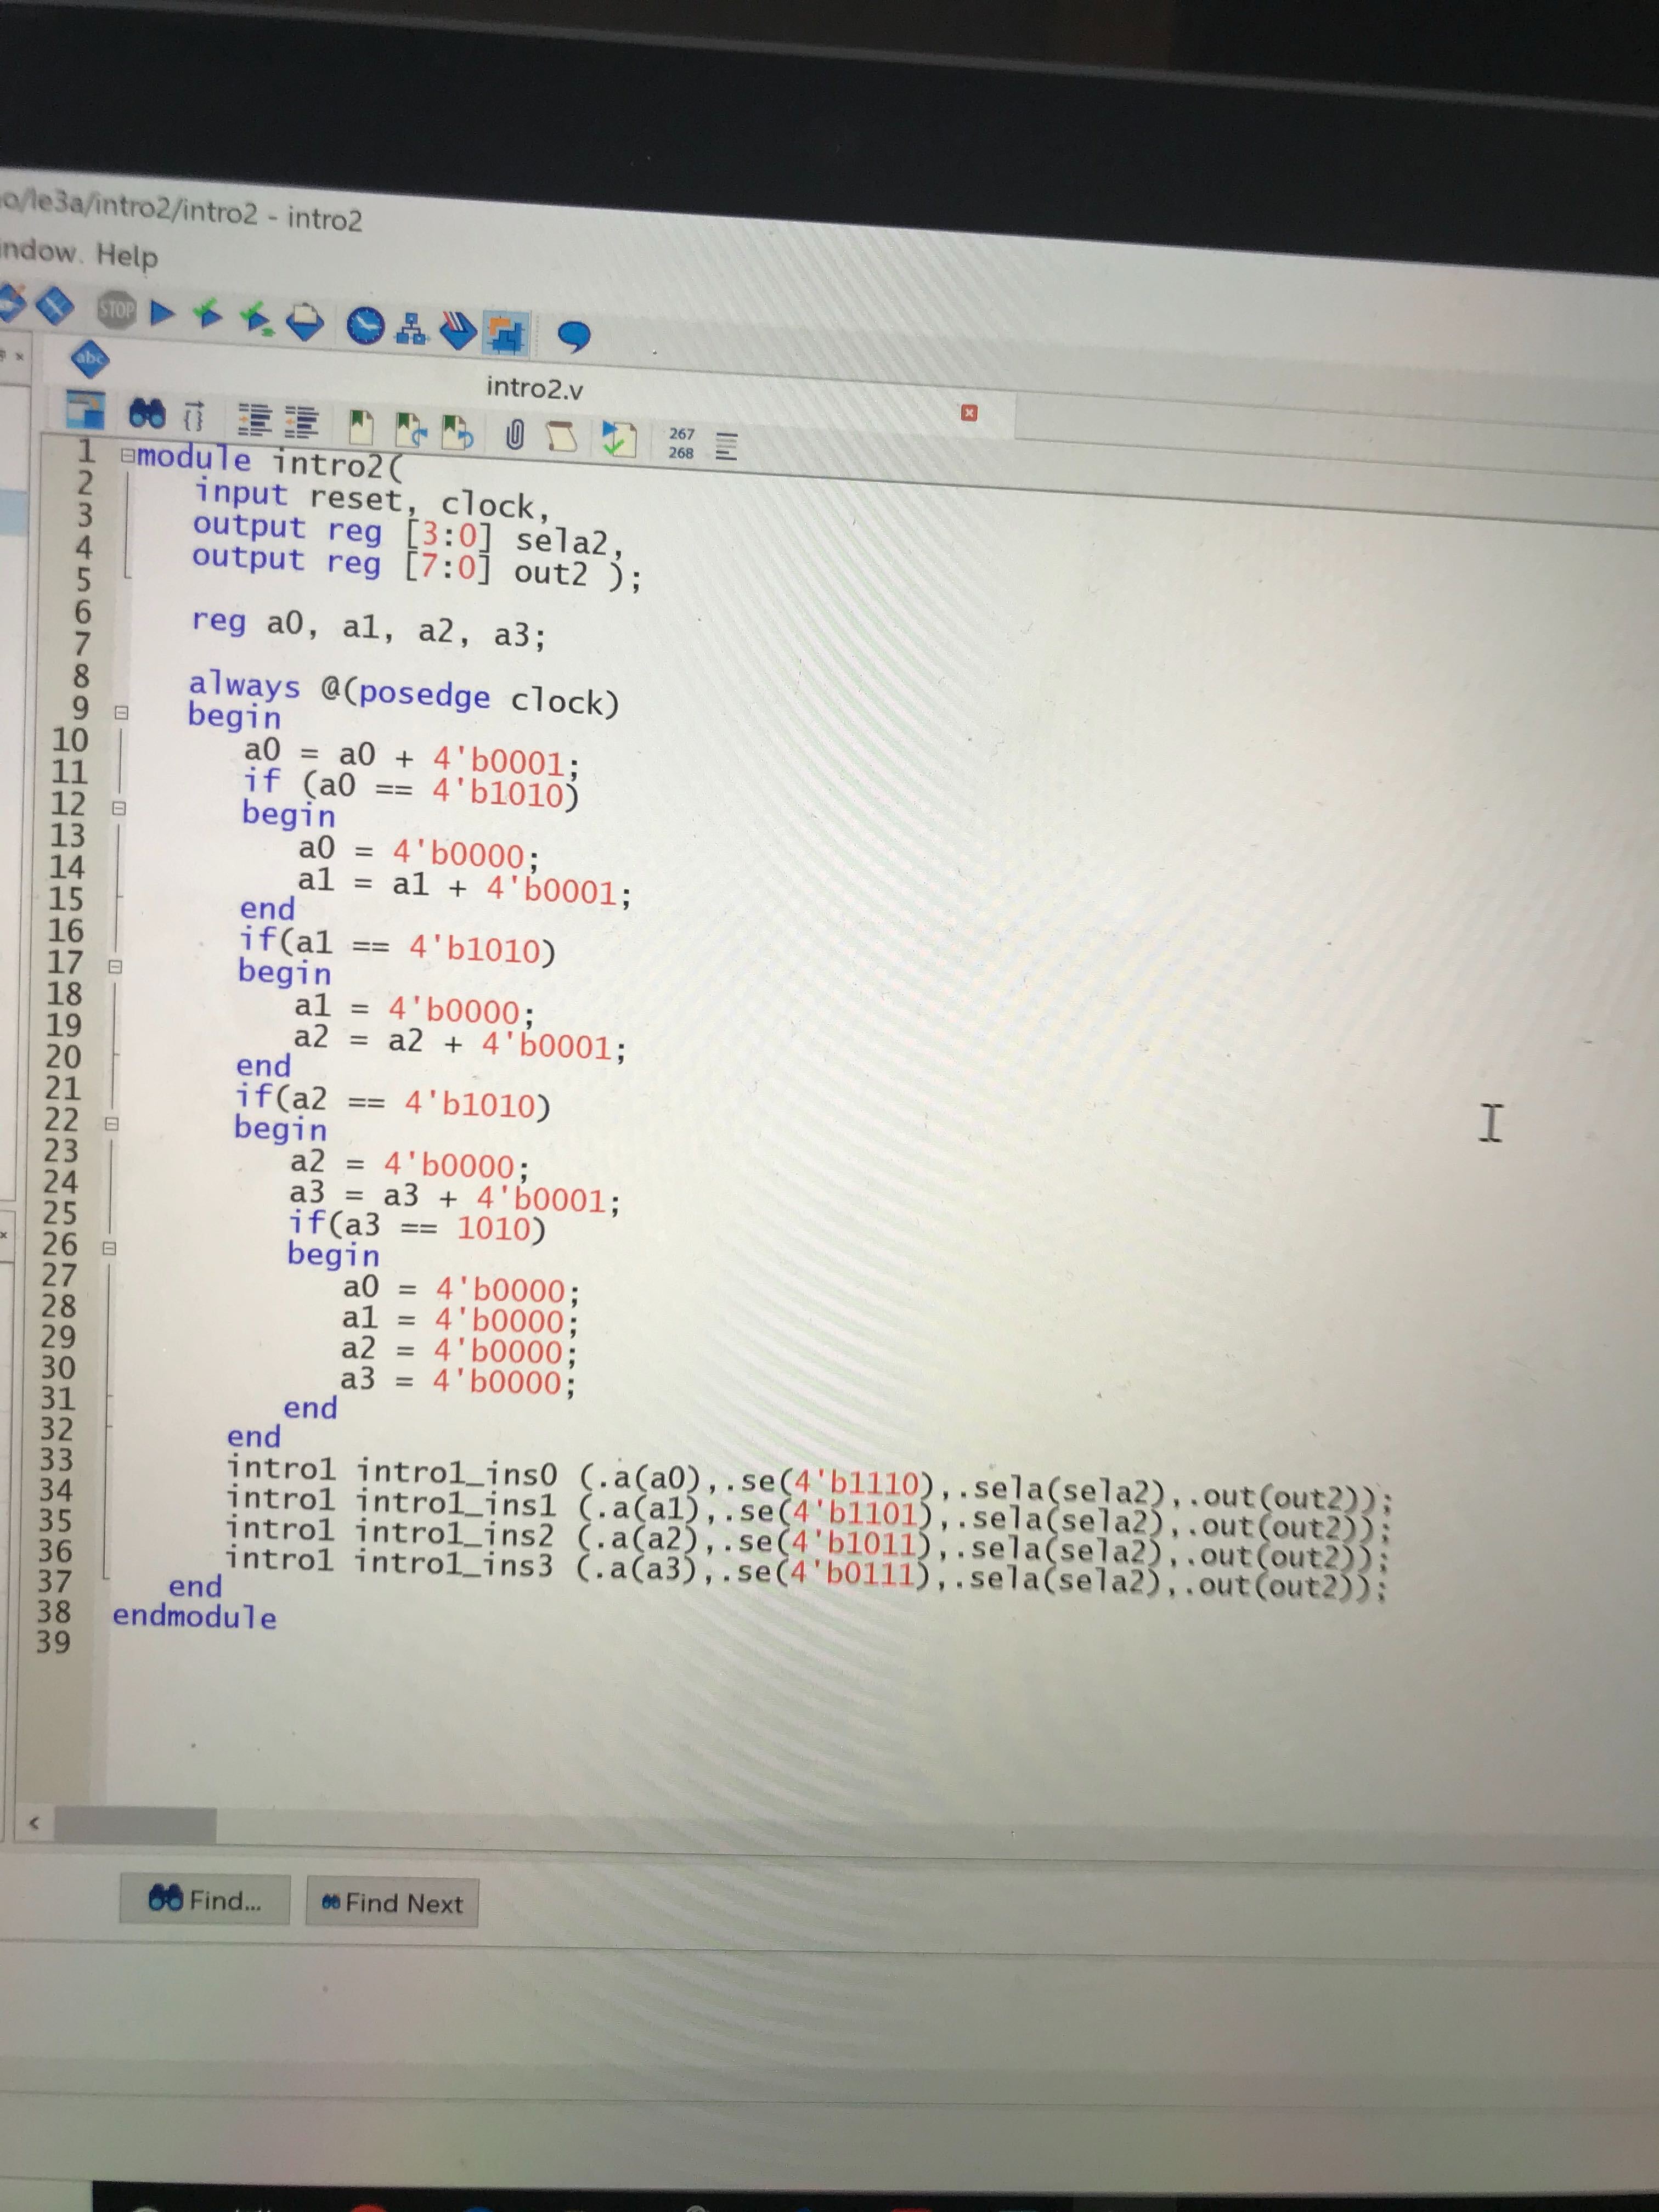 o/le3a/intro2/intro2 - intro2
indow. Help
STOP
abc
intro2.v
267
268
1 module intro2(
2 input reset, clock,
3 output reg [3:0] sela2,
4 output reg [7:0] out2 );
5
6 reg a0, a1, a2, a3;
7
8 always @(posedge clock)
9 begin
10 a0 = a0 + 4'b0001;
11 if (a0 == 4'b1010)
12 begin
13 a0 = 4'b0000;
14 a1 = a1 + 4'b0001;
15 end
16 if(a1 == 4'b1010)
17 begin
18 a1 = 4'b0000;
19 a2 = a2 + 4'b0001;
20 end
21 if(a2 == 4'b1010)
22 begin
23 a2 = 4'b0000;
24 a3 = a3 + 4'b0001;
25 if(a3 == 1010)
26 begin
27 a0 = 4'b0000;
28 a1 = 4'b0000;
29 a2 = 4'b0000;
30 a3 = 4'b0000;
31 end
32 end
33 intro1 intro1_ins0 (.a(a0),.se(4'b1110),.sela(sela2),.out(out2));
34 intro1 intro1_ins1 (.a(a1),.se(4'b1101),.sela(sela2),.out(out2));
35 intro1 intro1_ins2 (.a(a2),.se(4'b1011),.sela(sela2),.out(out2));
36 intro1 intro1_ins3 (.a(a3),.se(4'b0111),.sela(sela2),.out(out2));
37 end
38 endmodule
39
Find...
Find Next